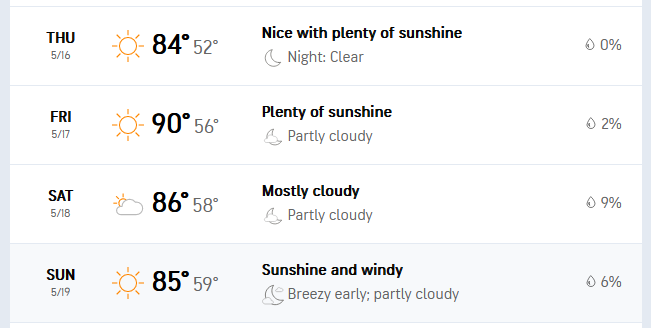 THU
5/16
84° 52°
Nice with plenty of sunshine
Night: Clear
0%
FRI
5/17
90° 56°
Plenty of sunshine
Partly cloudy
2%
SAT
5/18
86° 58°
Mostly cloudy
Partly cloudy
9%
SUN
5/19
85° 59°
Sunshine and windy
Breezy early; partly cloudy
6%